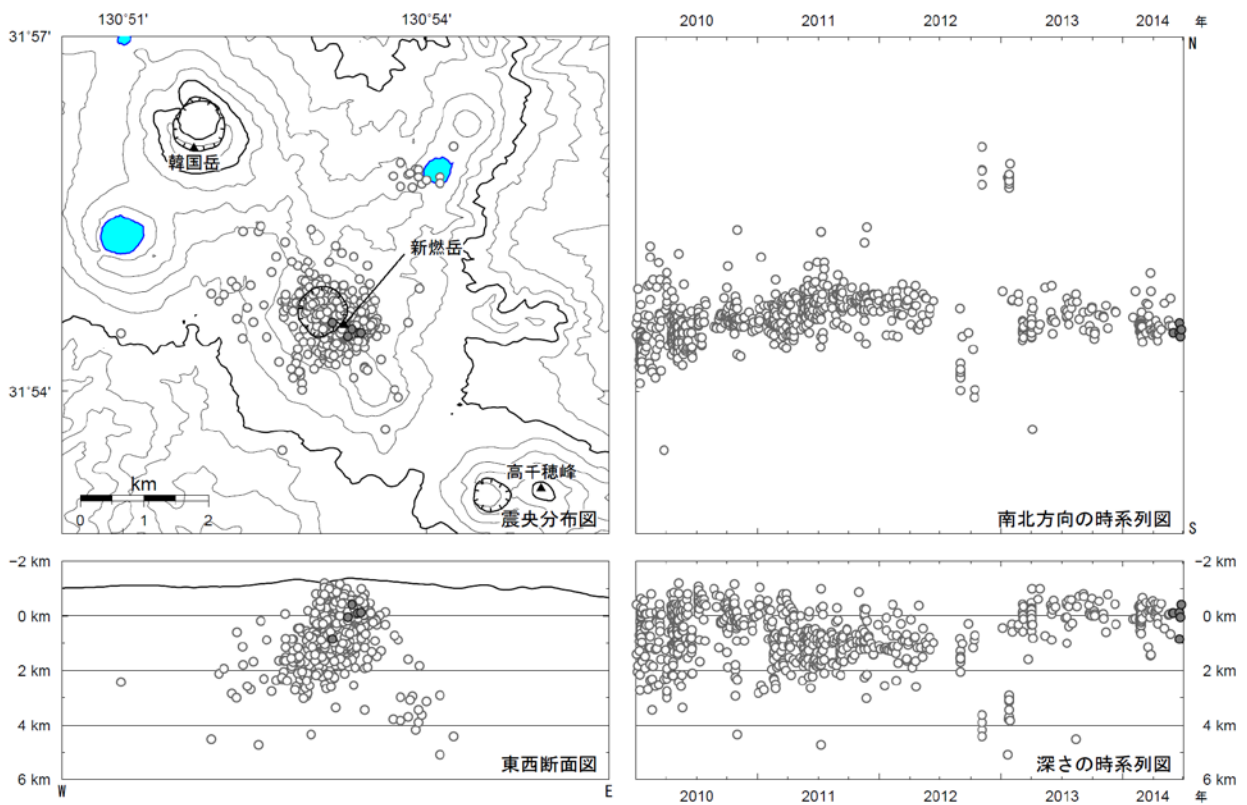 130°51'
130°54'
2010
2011
2012
2013
2014
年
31°57'
N
韓国岳
新燃岳
31°54'
高千穂峰
km
0
1
2
震央分布図
南北方向の時系列図
S
−2 km
−2 km
0 km
0 km
2 km
2 km
4 km
4 km
東西断面図
深さの時系列図
6 km
6 km
W
E
2010
2011
2012
2013
2014
年